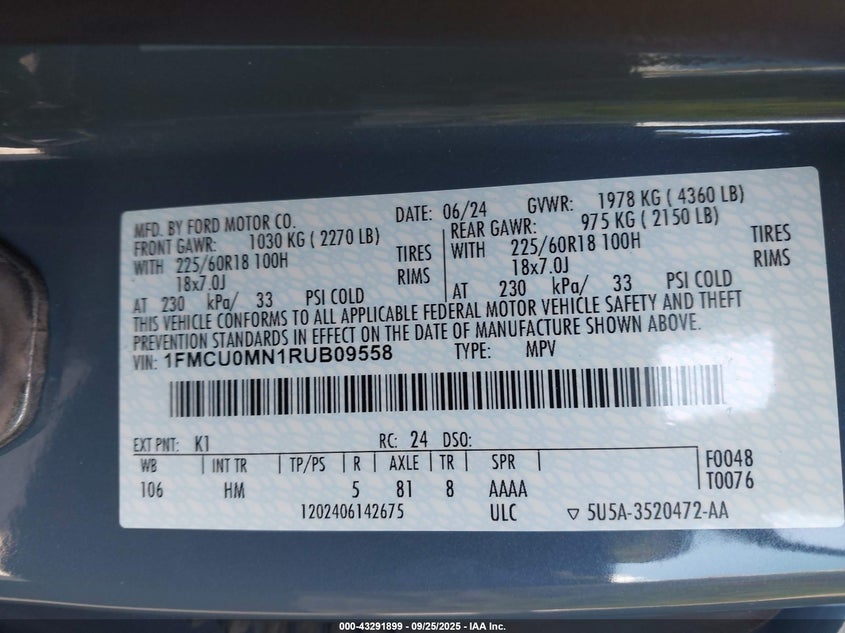 MFD. BY FORD MOTOR CO. DATE: 06/24 GVWR: 1978 KG ( 4360 LB)
FRONT GAWR: 1030 KG ( 2270 LB) REAR GAWR: 975 KG ( 2150 LB)
WITH 225/60R18 100H TIRES WITH 225/60R18 100H TIRES
18x7.0J RIMS 18x7.0J RIMS
AT 230 kPa/ 33 PSI COLD AT 230 kPa/ 33 PSI COLD
THIS VEHICLE CONFORMS TO ALL APPLICABLE FEDERAL MOTOR VEHICLE SAFETY AND THEFT
PREVENTION STANDARDS IN EFFECT ON THE DATE OF MANUFACTURE SHOWN ABOVE.
VIN: 1FMCU0MN1RUB09558 TYPE: MPV
EXT PNT: K1 RC: 24 DSO:
WB INT TR TP/PS R AXLE TR SPR F0048
106 HM 5 81 8 AAAA T0076
1202406142675 ULC ▽ 5U5A-3520472-AA
000-43291899 / 09/25/2025 - IAA Inc.